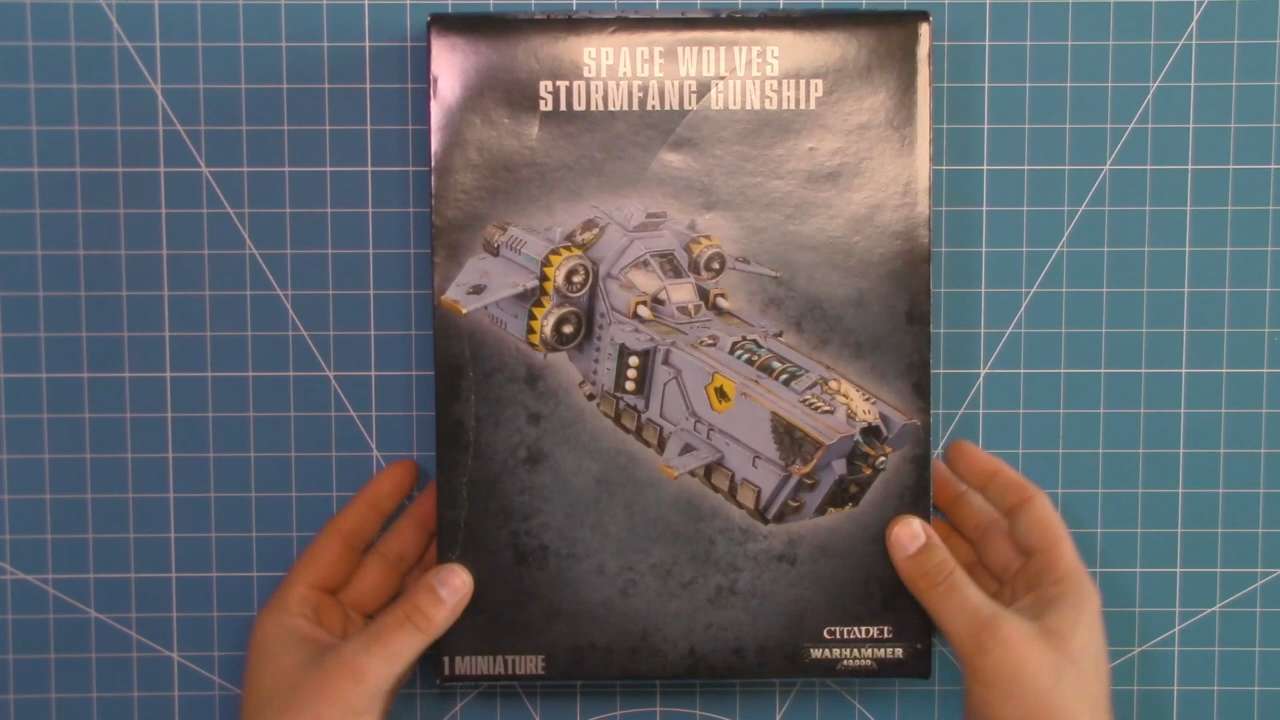 SPACE WOLVES
STORMFANG GUNSHIP
CITADEL
WARHAMMER
40,000
1 MINIATURE